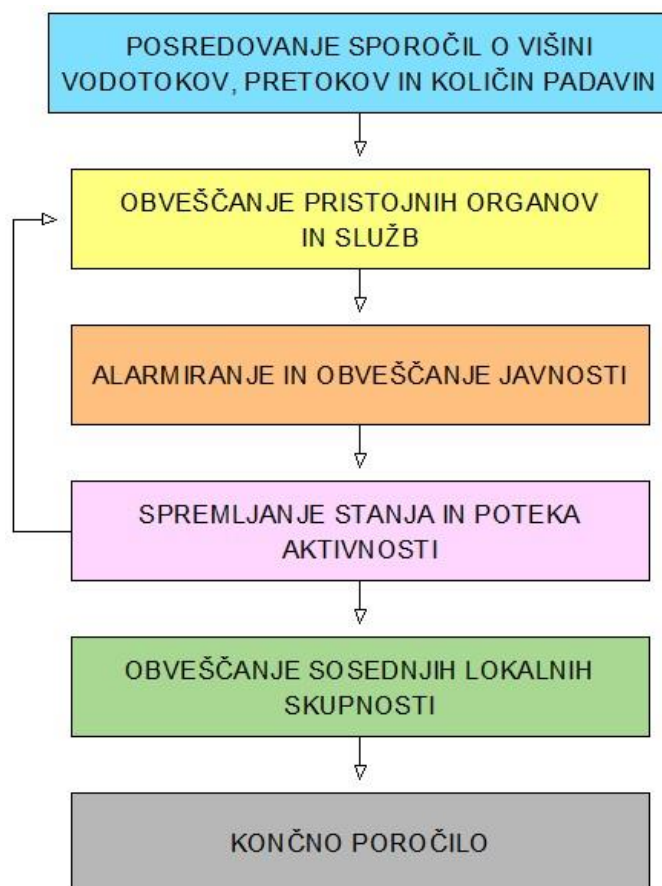 POSREDOVANJE SPOROČIL O VIŠINI
VODOTOKOV, PRETOKOV IN KOLIČIN PADAVIN
OBVEŠČANJE PRISTOJNIH ORGANOV
IN SLUŽB
ALARMIRANJE IN OBVEŠČANJE JAVNOSTI
SPREMLJANJE STANJA IN POTEKA
AKTIVNOSTI
OBVEŠČANJE SOSEDNJIH LOKALNIH
SKUPNOSTI
KONČNO POROČILO